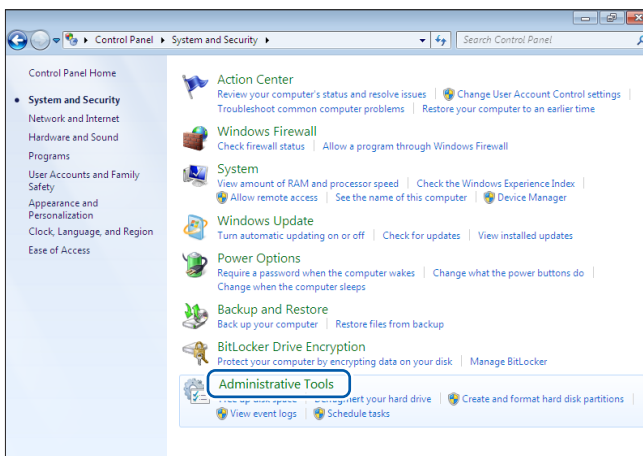 Control Panel ▸ System and Security ▸
Search Control Panel
Control Panel Home
System and Security
Network and Internet
Hardware and Sound
Programs
User Accounts and Family
Safety
Appearance and
Personalization
Clock, Language, and Region
Ease of Access
Action Center
Review your computer's status and resolve issues | Change User Account Control settings |
Troubleshoot common computer problems | Restore your computer to an earlier time
Windows Firewall
Check firewall status | Allow a program through Windows Firewall
System
View amount of RAM and processor speed | Check the Windows Experience Index |
Allow remote access | See the name of this computer | Device Manager
Windows Update
Turn automatic updating on or off | Check for updates | View installed updates
Power Options
Require a password when the computer wakes | Change what the power buttons do |
Change when the computer sleeps
Backup and Restore
Back up your computer | Restore files from backup
BitLocker Drive Encryption
Protect your computer by encrypting data on your disk | Manage BitLocker
Administrative Tools
your hard drive | Create and format hard disk partitions |
View event logs | Schedule tasks